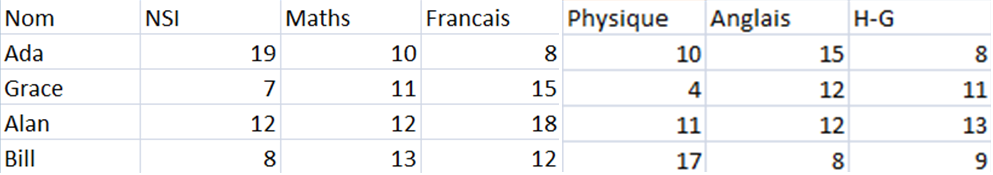 Nom NSI Maths Francais Physique Anglais H-G
Ada 19 10 8 10 15 8
Grace 7 11 15 4 12 11
Alan 12 12 18 11 12 13
Bill 8 13 12 17 8 9